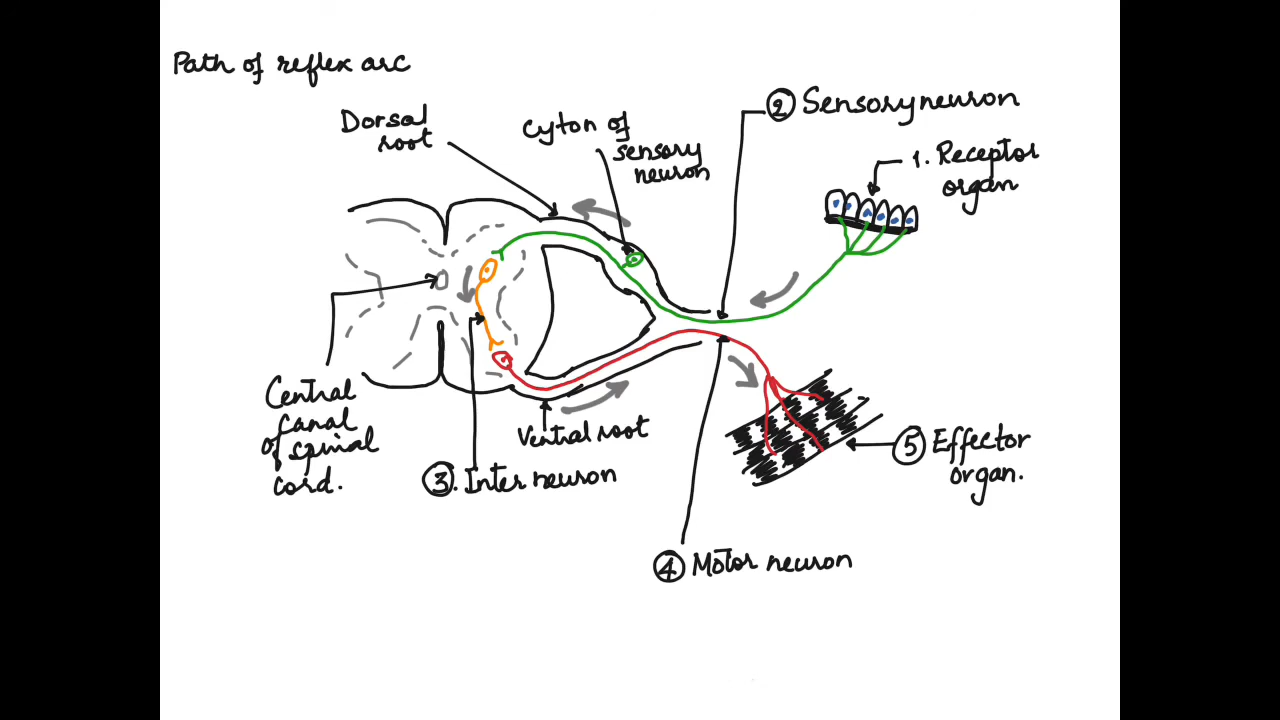 Path of reflex arc
Dorsal
root
Cyton of
sensory
neuron
② Sensory neuron
1. Receptor
organ
Central
canal
of spinal
cord.
Ventral root
③. Inter neuron
⑤ Effector
organ.
④ Motor neuron